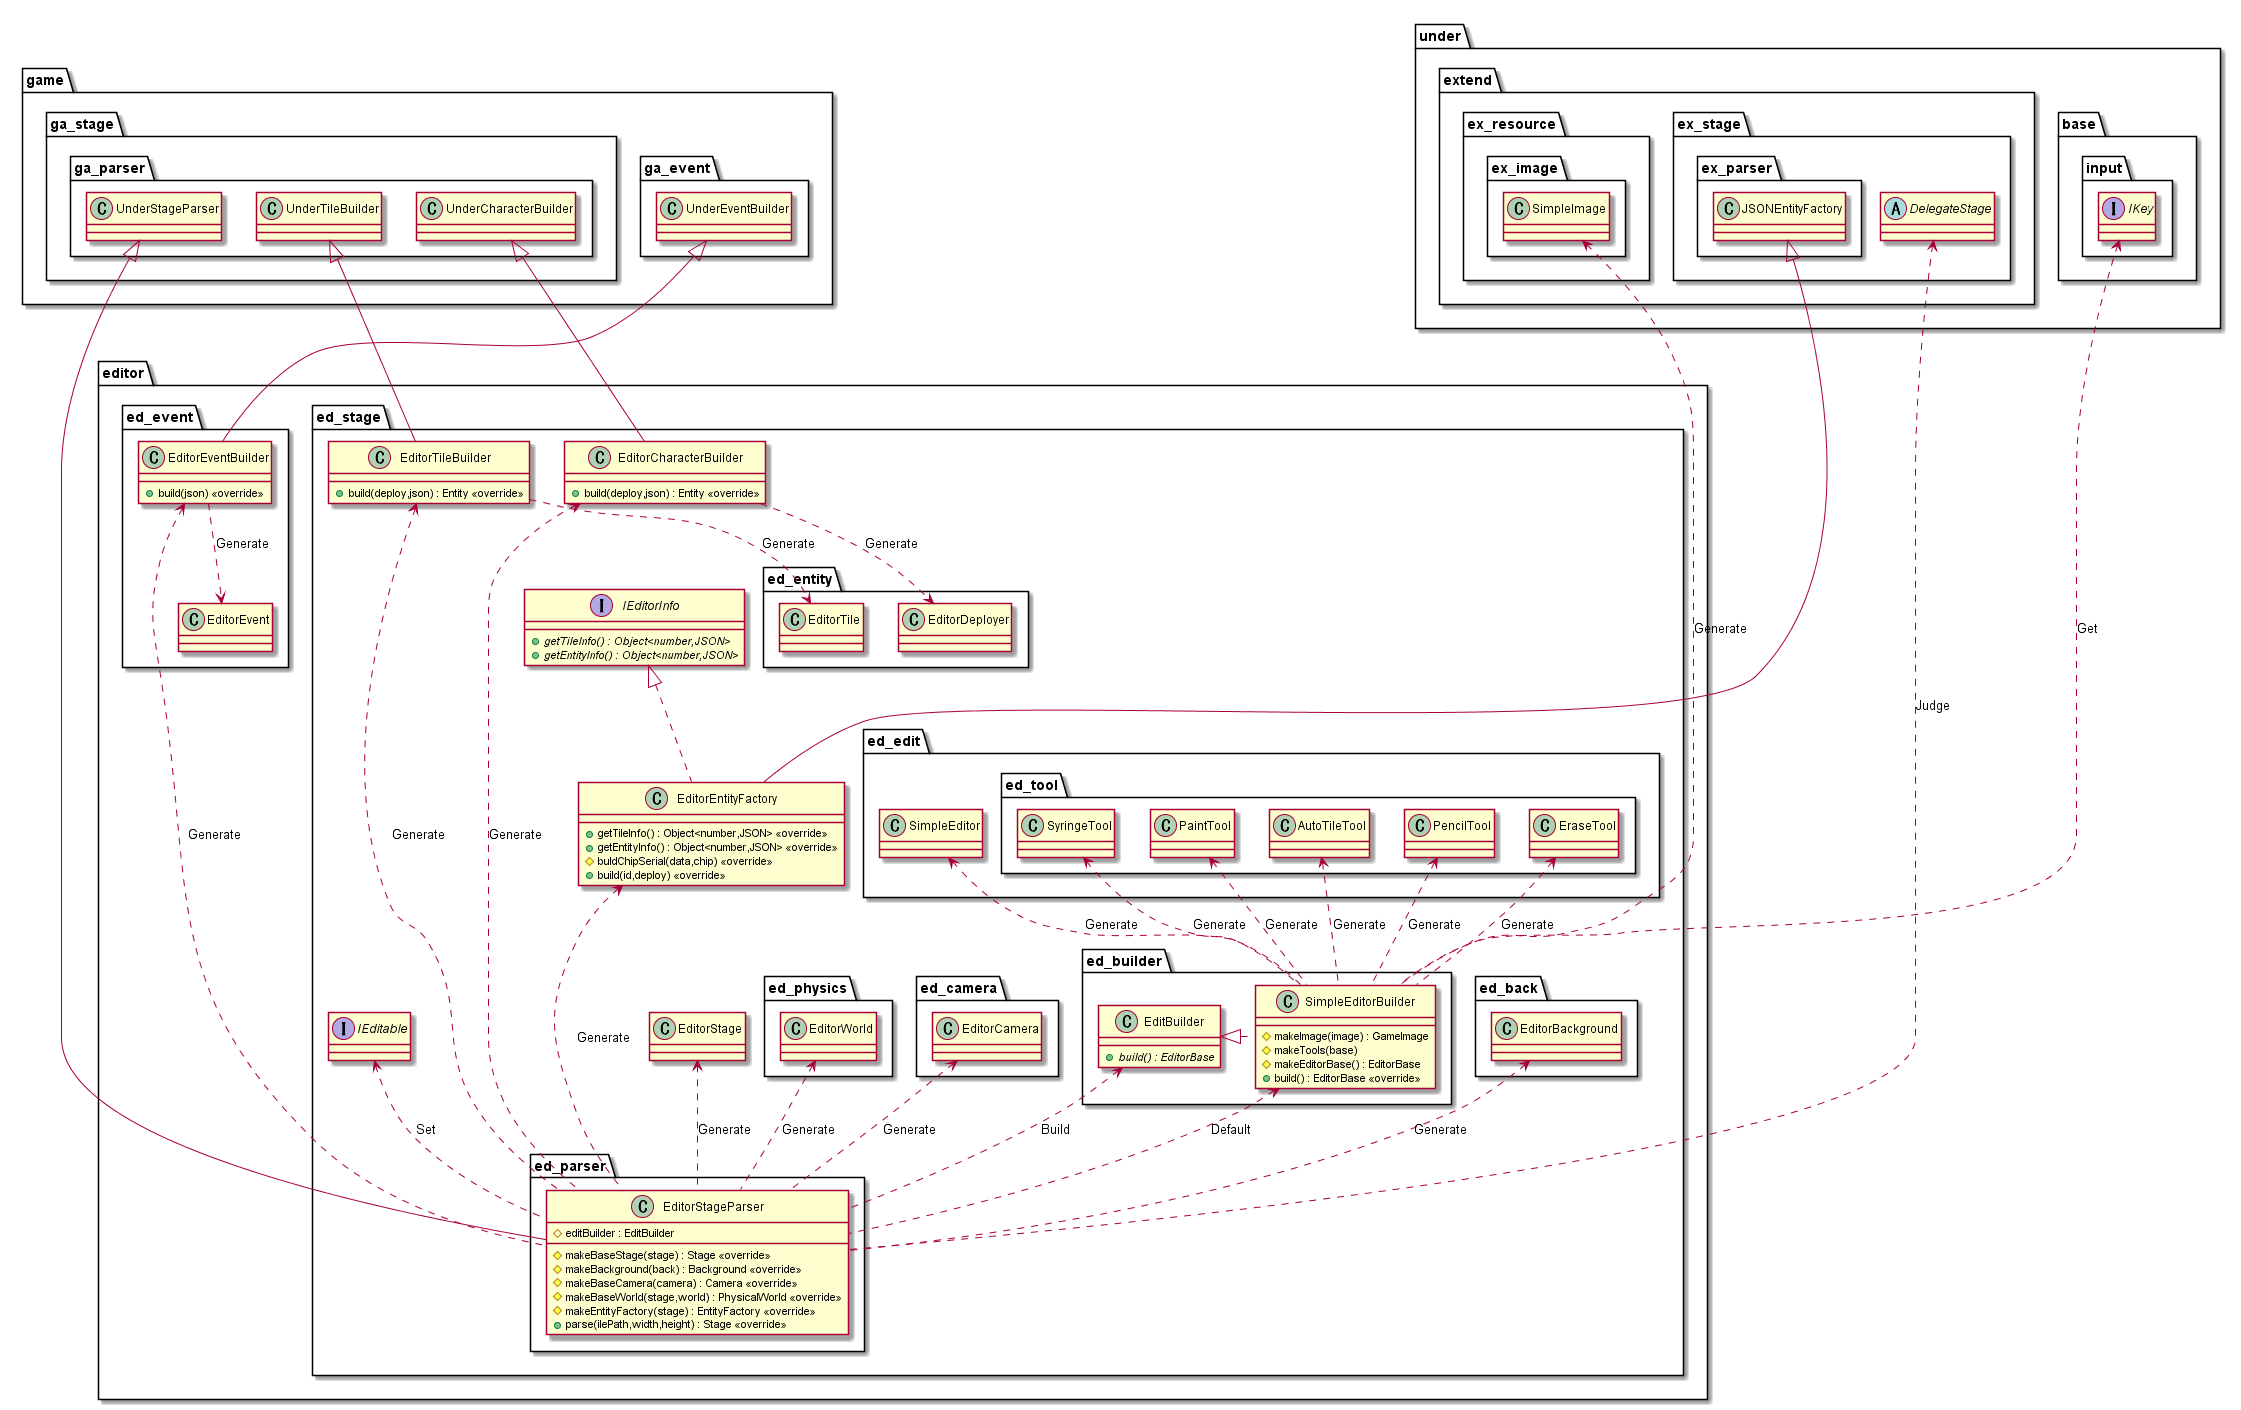 under
game
extend
ga_stage
ex_resource
ex_stage
base
ga_parser
ga_event
ex_image
ex_parser
input
C UnderStageParser
C UnderTileBuilder
C UnderCharacterBuilder
C UnderEventBuilder
C SimpleImage
C JSONEntityFactory
A DelegateStage
I IKey
editor
ed_event
ed_stage
C EditorEventBuilder
build(json) «override»
C EditorTileBuilder
build(deploy,json) : Entity «override»
C EditorCharacterBuilder
build(deploy,json) : Entity «override»
Generate
Generate
Generate
ed_entity
C EditorEvent
I IEditorInfo
getTileInfo() : Object<number,JSON>
getEntityInfo() : Object<number,JSON>
C EditorTile
C EditorDeployer
Generate
Get
Judge
ed_edit
ed_tool
C EditorEntityFactory
getTileInfo() : Object<number,JSON> «override»
getEntityInfo() : Object<number,JSON> «override»
buldChipSerial(data,chip) «override»
build(id,deploy) «override»
C SimpleEditor
C SyringeTool
C PaintTool
C AutoTileTool
C PencilTool
C EraseTool
Generate
Generate
Generate
Generate
Generate
Generate
Generate
Generate
Generate
ed_builder
ed_physics
ed_camera
ed_back
I IEditable
Generate
C EditorStage
C EditorWorld
C EditorCamera
C EditBuilder
build() : EditorBase
C SimpleEditorBuilder
makeImage(image) : GameImage
makeTools(base)
makeEditorBase() : EditorBase
build() : EditorBase «override»
C EditorBackground
Set
Generate
Generate
Generate
Build
Default
Generate
ed_parser
C EditorStageParser
editBuilder : EditBuilder
makeBaseStage(stage) : Stage «override»
makeBackground(back) : Background «override»
makeBaseCamera(camera) : Camera «override»
makeBaseWorld(stage,world) : PhysicalWorld «override»
makeEntityFactory(stage) : EntityFactory «override»
parse(ilePath,width,height) : Stage «override»